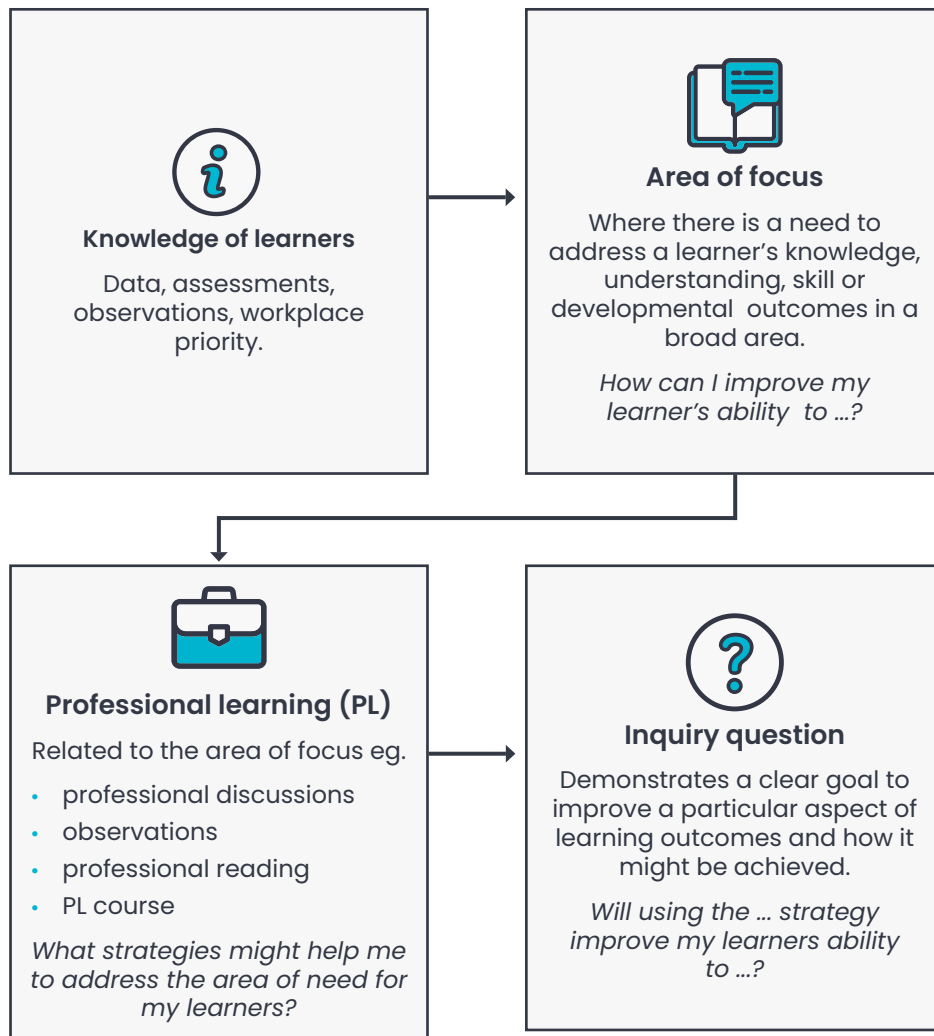 Knowledge of learners
Data, assessments,
observations, workplace
priority.
Area of focus
Where there is a need to
address a learner's knowledge,
understanding, skill or
developmental  outcomes in a
broad area.
How can I improve my
learner's ability  to ...?
Professional learning (PL)
Related to the area of focus eg.
• professional discussions
• observations
• professional reading
• PL course
What strategies might help me
to address the area of need for
my learners?
Inquiry question
Demonstrates a clear goal to
improve a particular aspect of
learning outcomes and how it
might be achieved.
Will using the ... strategy
improve my learners ability
to ...?